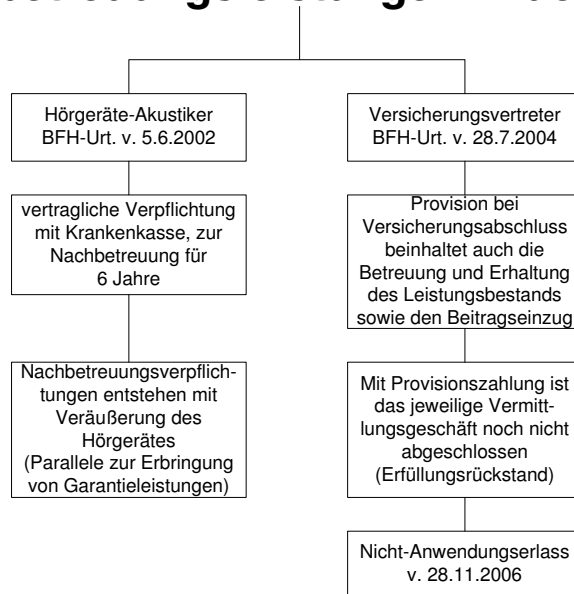 Hörgeräte-Akustiker
BFH-Urt. v. 5.6.2002
vertragliche Verpflichtung
mit Krankenkasse, zur
Nachbetreuung für
6 Jahre
Nachbetreuungsverpflich-
tungen entstehen mit
Veräußerung des
Hörgerätes
(Parallele zur Erbringung
von Garantieleistungen)
Versicherungsvertreter
BFH-Urt. v. 28.7.2004
Provision bei
Versicherungsabschluss
beinhaltet auch die
Betreuung und Erhaltung
des Leistungsbestands
sowie den Beitragseinzug
Mit Provisionszahlung ist
das jeweilige Vermitt-
lungsgeschäft noch nicht
abgeschlossen
(Erfüllungsrückstand)
Nicht-Anwendungserlass
v. 28.11.2006